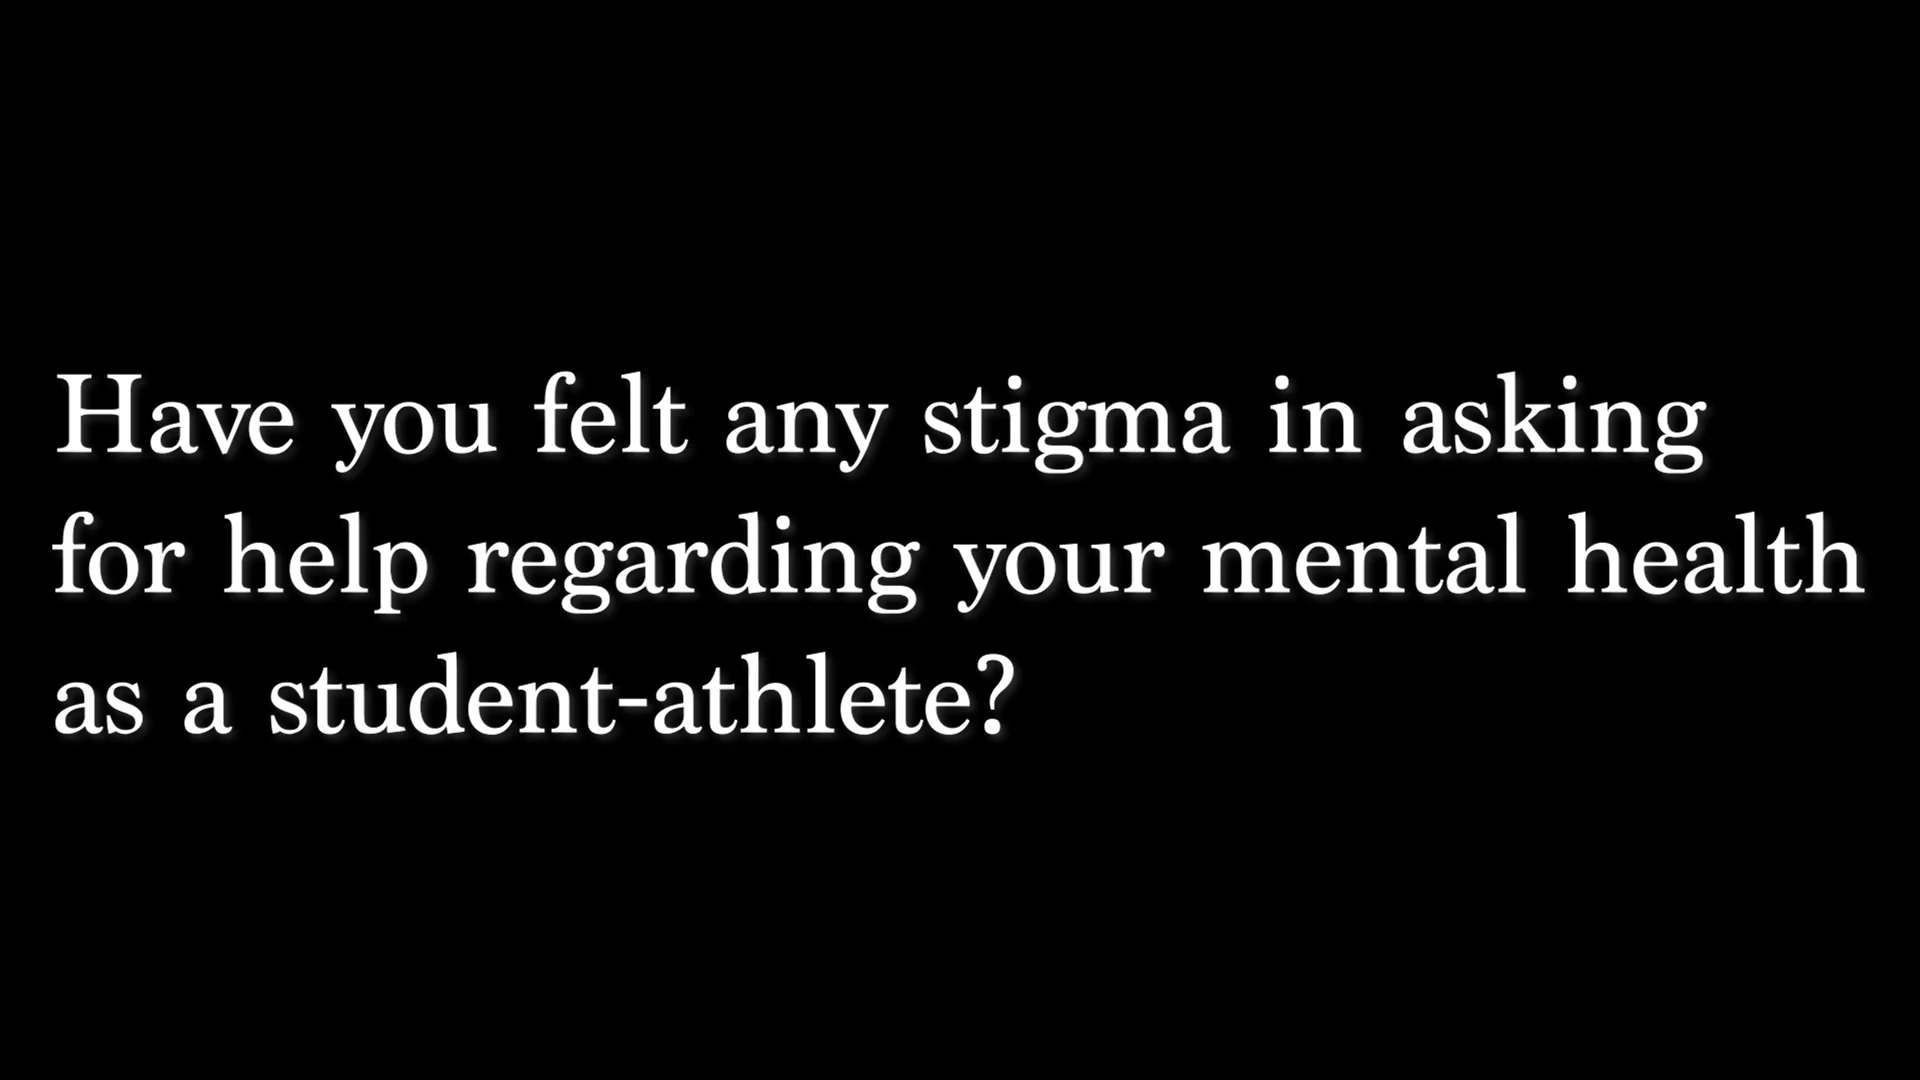 Have you felt any stigma in asking
for help regarding your mental health
as a student-athlete?